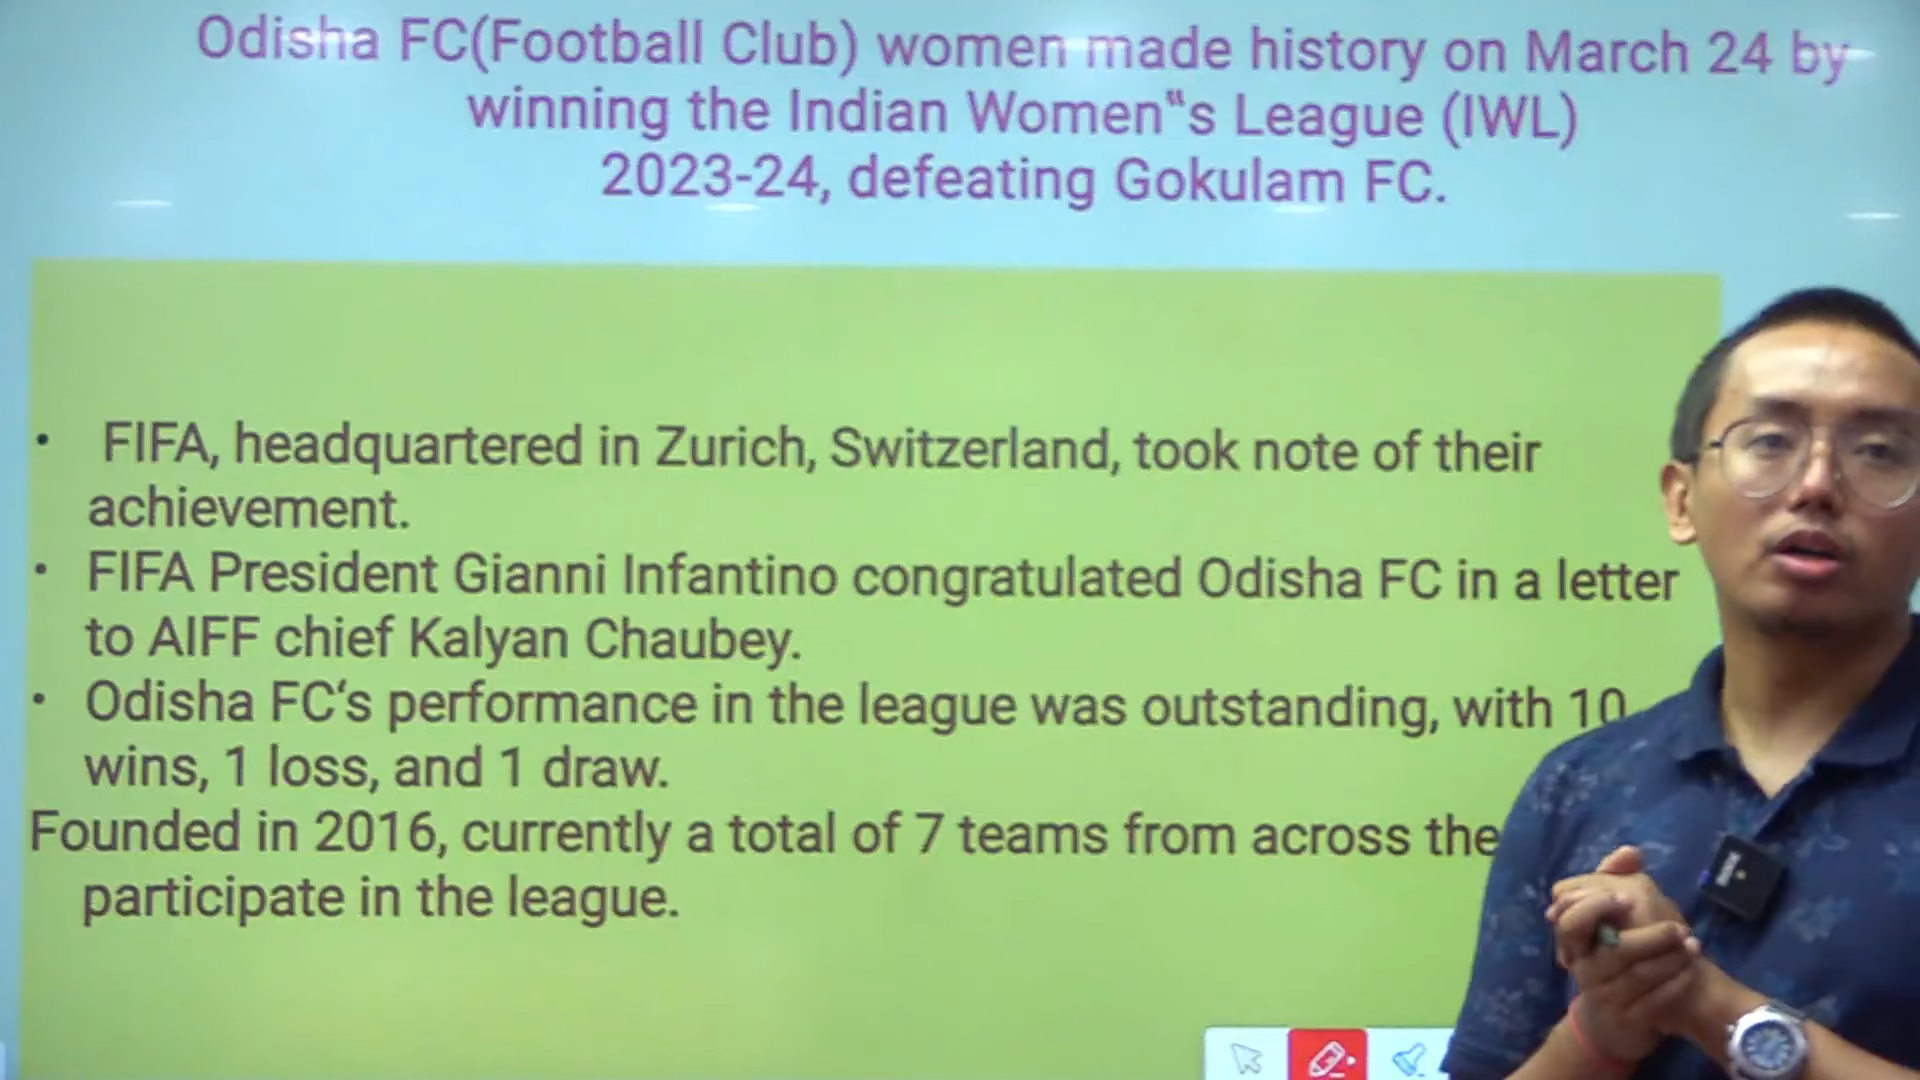 Odisha FC(Football Club) women made history on March 24 by
winning the Indian Women‟s League (IWL)
2023-24, defeating Gokulam FC.
• FIFA, headquartered in Zurich, Switzerland, took note of their
achievement.
• FIFA President Gianni Infantino congratulated Odisha FC in a letter
to AIFF chief Kalyan Chaubey.
• Odisha FC‘s performance in the league was outstanding, with 10
wins, 1 loss, and 1 draw.
Founded in 2016, currently a total of 7 teams from across the
participate in the league.